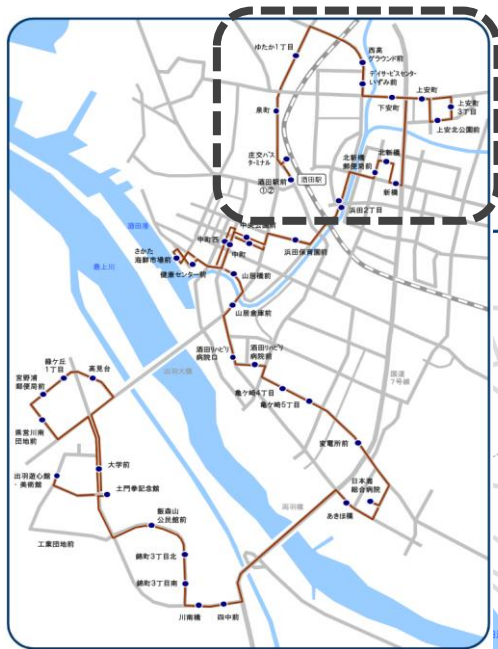 ゆたか1丁目
西高
グラウンド前
デイサービスセンター
いずみ前
泉町
下安町
上安町
上安町
3丁目
上安北公園前
庄交バス
ターミナル
酒田駅前
①②
酒田駅
北新橋
郵便局前
北新橋
新橋
浜田2丁目
酒田港
中央公園前
中町西
中町
浜田保育園前
さかた
海鮮市場前
健康センター前
山居橋前
最上川
山居倉庫前
酒田リハビリ
病院口
酒田リハビリ
病院前
出羽大橋
国道
7号線
亀ケ崎4丁目
亀ケ崎5丁目
変電所前
日本海
総合病院
あきほ橋
両羽橋
緑ケ丘
1丁目
高見台
宮野浦
郵便局前
県営川南
団地前
出羽遊心館
・美術館
大学前
土門拳記念館
工業団地前
飯森山
公民館前
錦町3丁目北
錦町3丁目南
川南橋
四中前